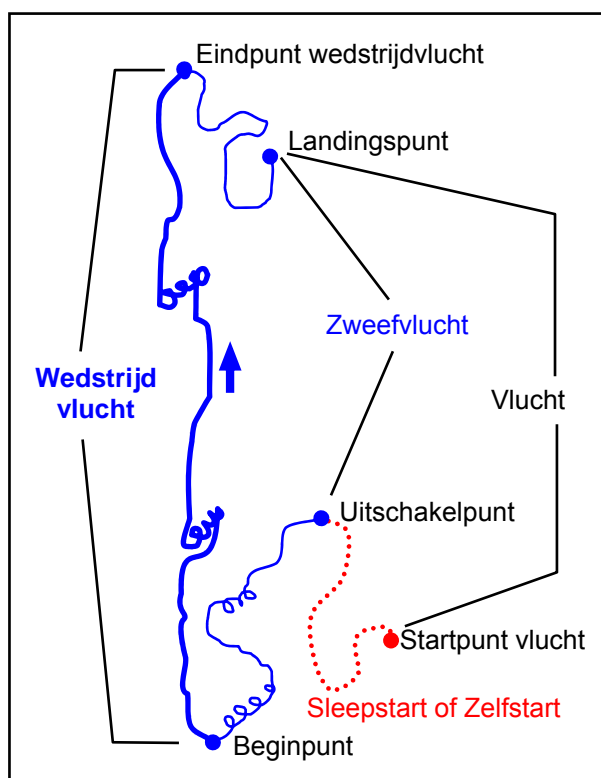 Eindpunt wedstrijdvlucht
Landingspunt
Zweefvlucht
Wedstrijd
vlucht
Vlucht
Uitschakelpunt
Startpunt vlucht
Sleepstart of Zelfstart
Beginpunt